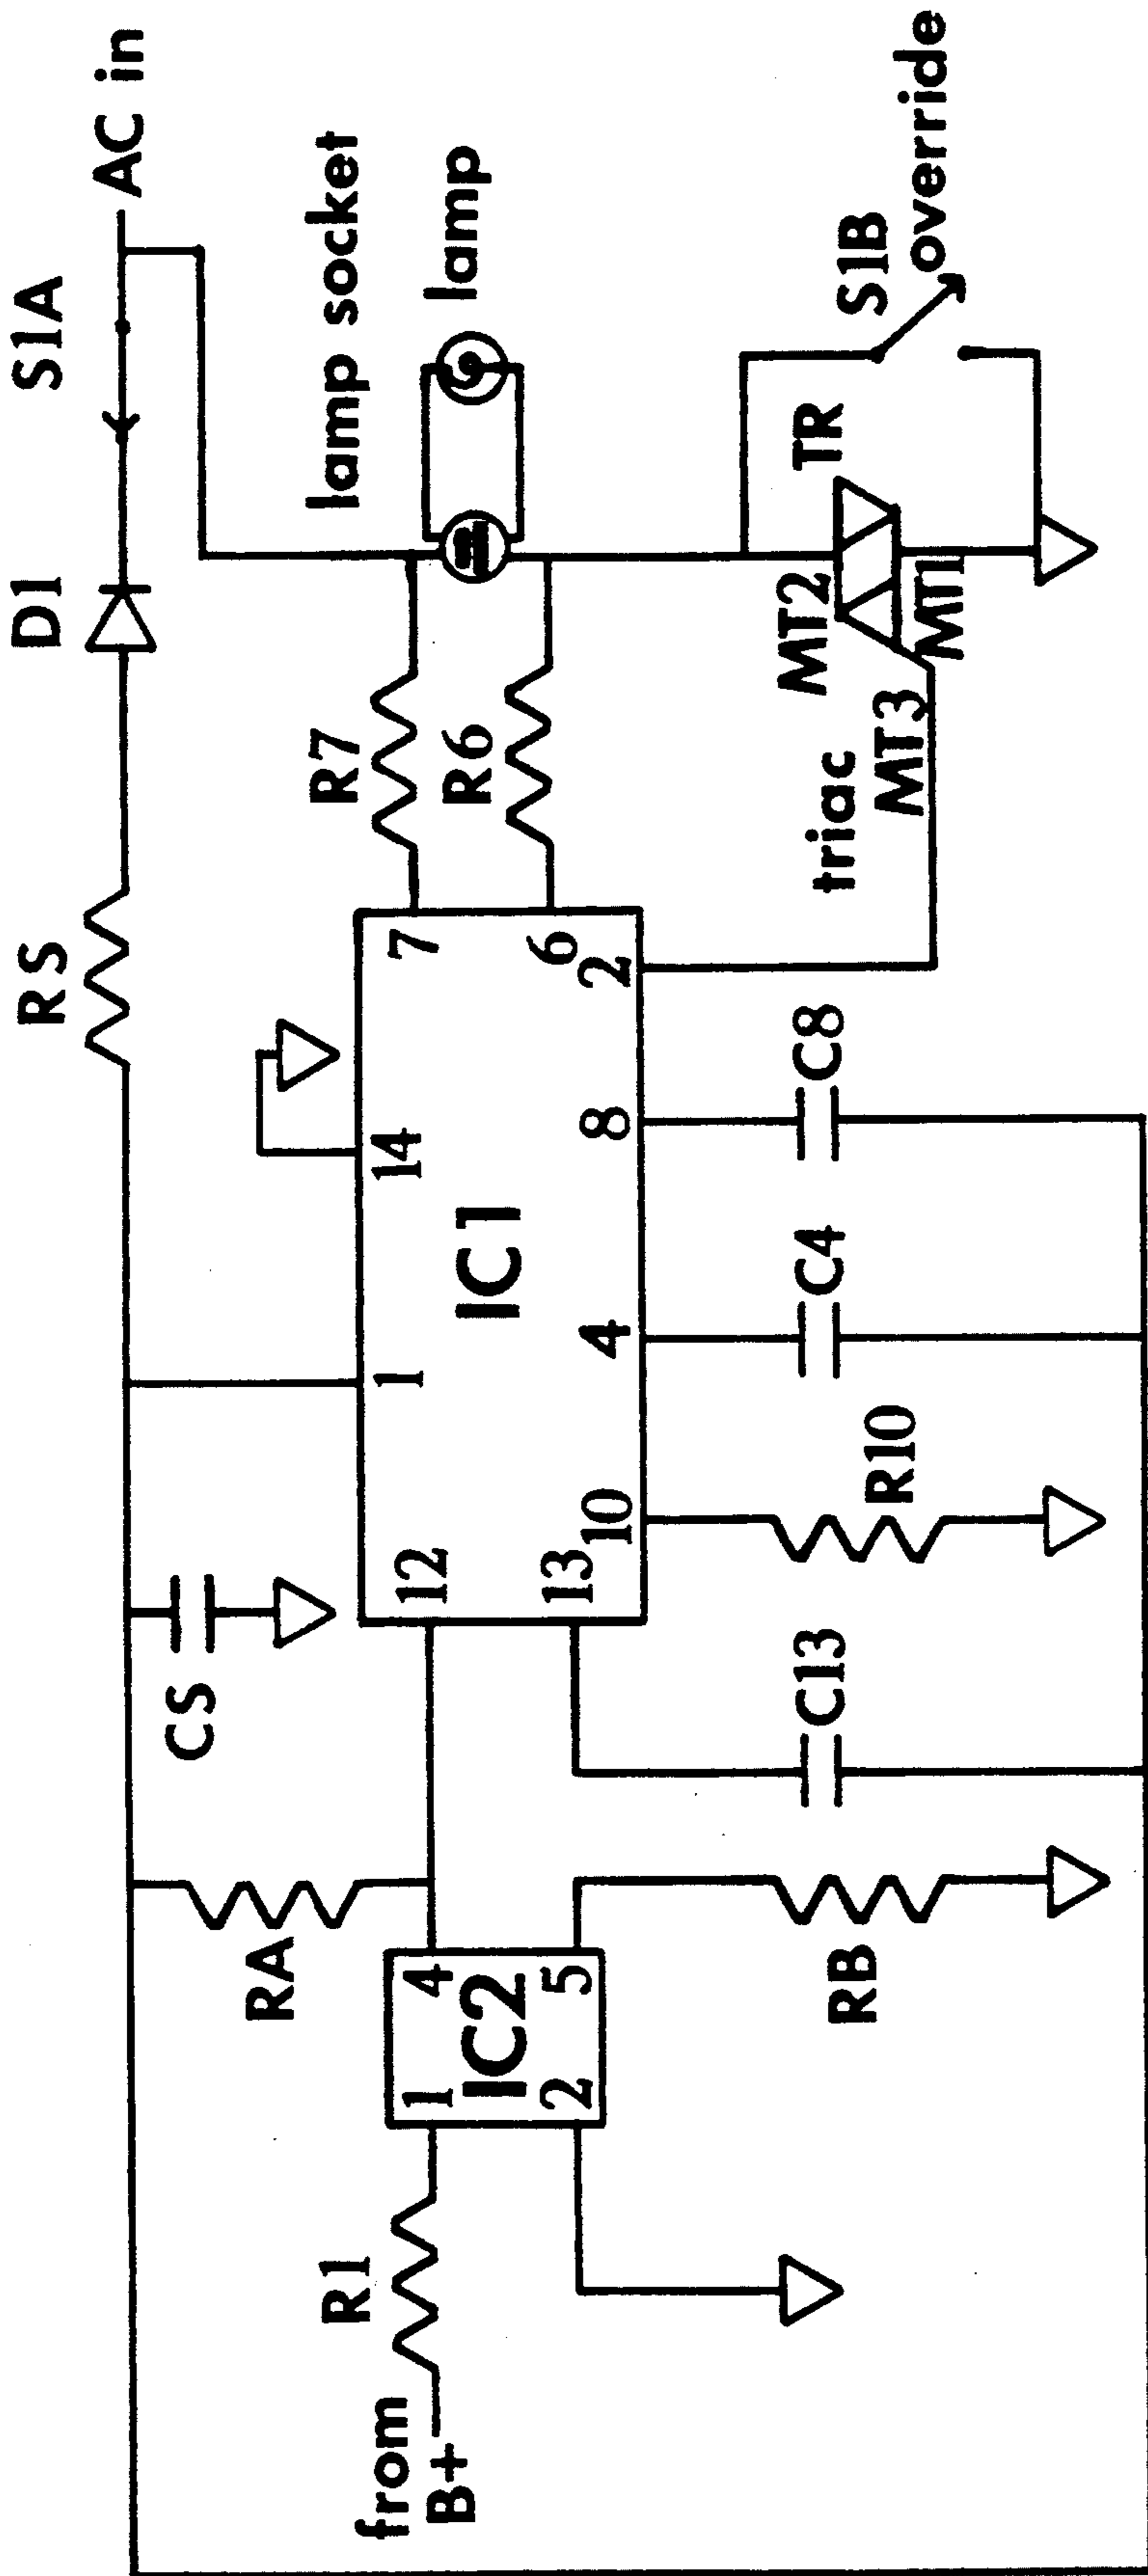 S1A
D1
AC in
RS
lamp socket
lamp
R7
R6
CS
7
6
2
14
8
IC1
1
4
12
13
10
C8
C4
R10
C13
RA
4
5
IC2
1
2
RB
R1
from
B+
S1B
override
TR
MT2
MT1
MT3
triac